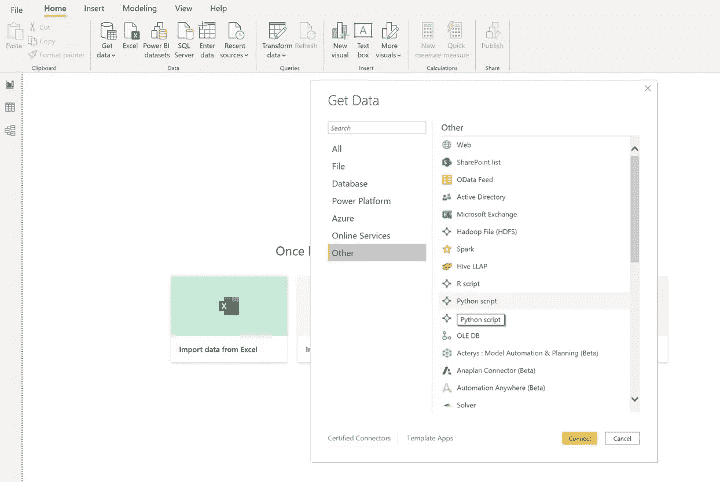 File Home Insert Modeling View Help
Paste Cut
Copy
Format painter
Clipboard
Get data Excel Power BI datasets SQL Server Enter data Recent sources
Data
Transform data Refresh
Queries
New visual Text box More visuals
Insert
New measure Quick measure
Calculations
Publish
Share
Get Data
Search
All
File
Database
Power Platform
Azure
Online Services
Other
Other
Web
SharePoint list
OData Feed
Active Directory
Microsoft Exchange
Hadoop File (HDFS)
Spark
Hive LLAP
R script
Python script
Python script
OLE DB
Acterys : Model Automation & Planning (Beta)
Anaplan Connector (Beta)
Automation Anywhere (Beta)
Solver
Certified Connectors
Template Apps
Connect
Cancel
Once
Import data from Excel